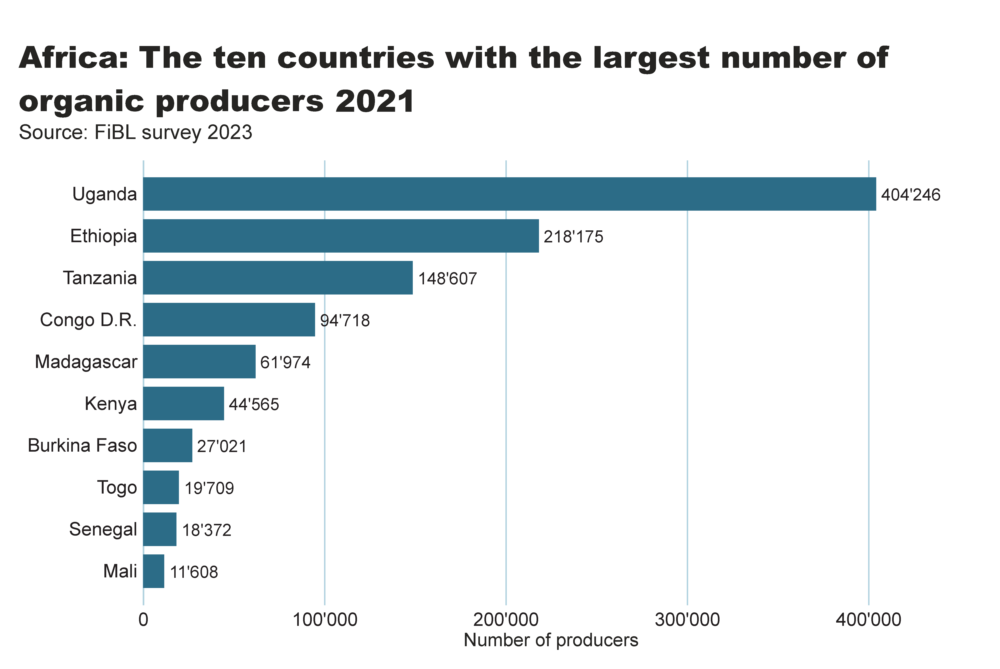 Africa: The ten countries with the largest number of
organic producers 2021
Source: FiBL survey 2023
Uganda 404'246
Ethiopia 218'175
Tanzania 148'607
Congo D.R. 94'718
Madagascar 61'974
Kenya 44'565
Burkina Faso 27'021
Togo 19'709
Senegal 18'372
Mali 11'608
0 100'000 200'000 300'000 400'000
Number of producers